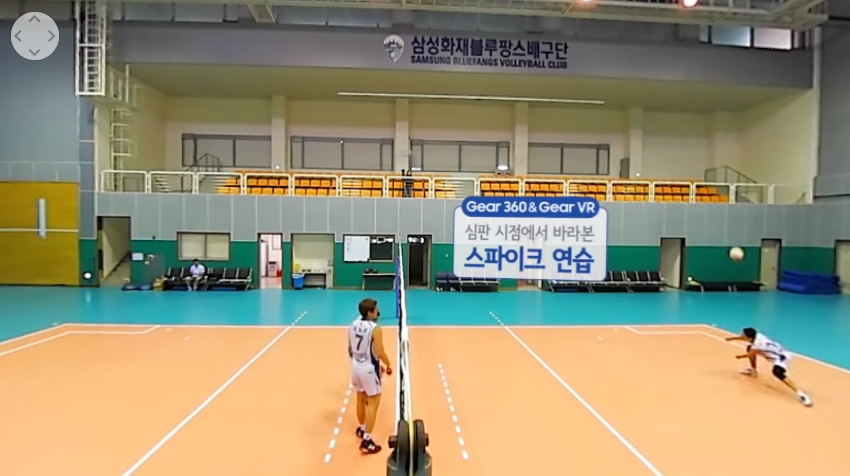 삼성화재블루팡스배구단
SAMSUNG BLUEFANGS VOLLEYBALL CLUB
Gear 360 & Gear VR
심판 시점에서 바라본
스파이크 연습
7